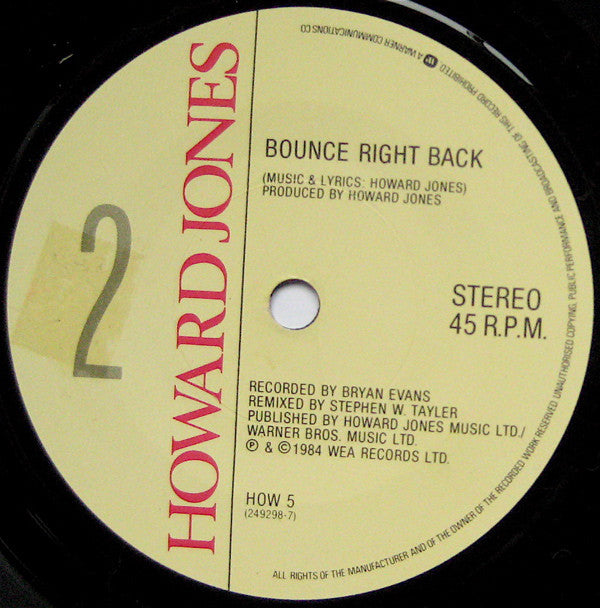 HOWARD JONES
2
BOUNCE RIGHT BACK
(MUSIC & LYRICS: HOWARD JONES)
PRODUCED BY HOWARD JONES
STEREO
45 R.P.M.
RECORDED BY BRYAN EVANS
REMIXED BY STEPHEN W. TAYLER
PUBLISHED BY HOWARD JONES MUSIC LTD./
WARNER BROS. MUSIC LTD.
℗ & ©1984 WEA RECORDS LTD.
HOW 5
(249298-7)
ALL RIGHTS OF THE MANUFACTURER AND OF THE OWNER OF THE RECORDED WORK RESERVED UNAUTHORISED COPYING, PUBLIC PERFORMANCE AND BROADCASTING OF THIS RECORD PROHIBITED A WARNER COMMUNICATIONS CO